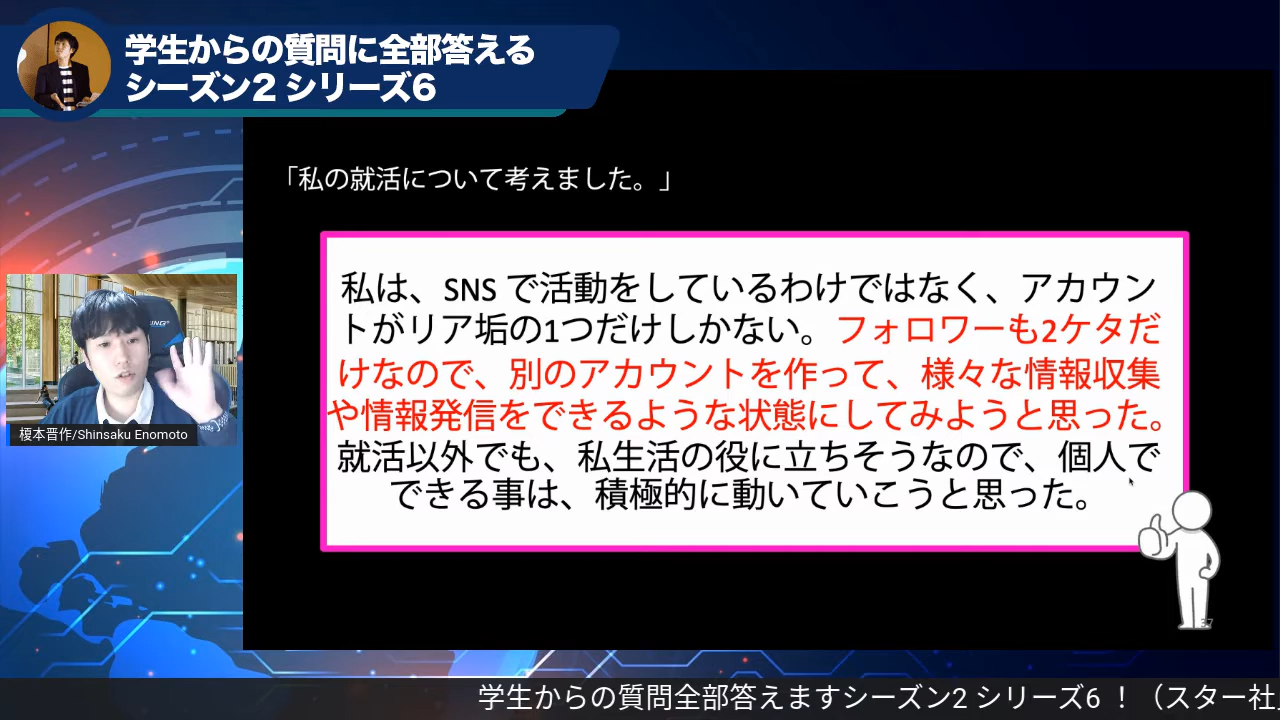 学生からの質問に全部答える
シーズン2 シリーズ6
「私の就活について考えました。」
私は、SNS で活動をしているわけではなく、アカウン
トがリア垢の1つだけしかない。フォロワーも2ケタだ
けなので、別のアカウントを作って、様々な情報収集
や情報発信をできるような状態にしてみようと思った。
就活以外でも、私生活の役に立ちそうなので、個人で
できる事は、積極的に動いていこうと思った。
榎本晋作/Shinsaku Enomoto
37
学生からの質問全部答えますシーズン2 シリーズ6 ！（スター社